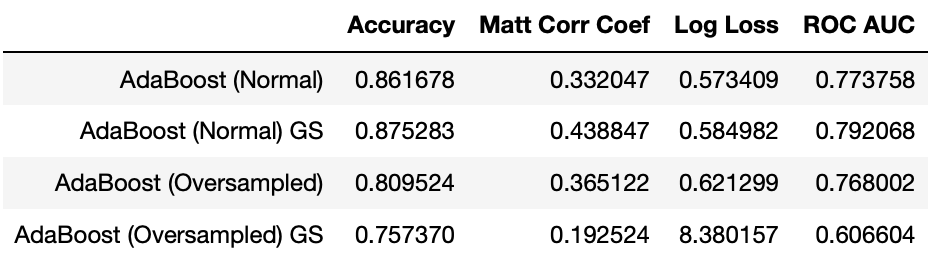 Accuracy Matt Corr Coef Log Loss ROC AUC
AdaBoost (Normal) 0.861678 0.332047 0.573409 0.773758
AdaBoost (Normal) GS 0.875283 0.438847 0.584982 0.792068
AdaBoost (Oversampled) 0.809524 0.365122 0.621299 0.768002
AdaBoost (Oversampled) GS 0.757370 0.192524 8.380157 0.606604